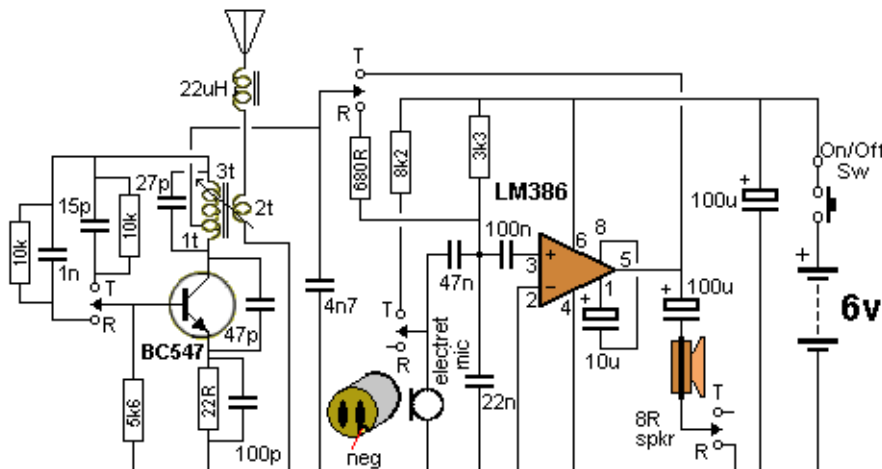 T
22uH
R
680R
8k2
3k3
On/Off
Sw
LM386
3t
27p
2t
15p
10k
10k
1t
1n
T
R
47p
BC547
5k6
22R
100p
4n7
T
R
electret
mic
neg
47n
100n
22n
+
3
−
2
6
8
5
1
4
+
10u
+
100u
+
100u
+
6v
8R
spkr
T
R